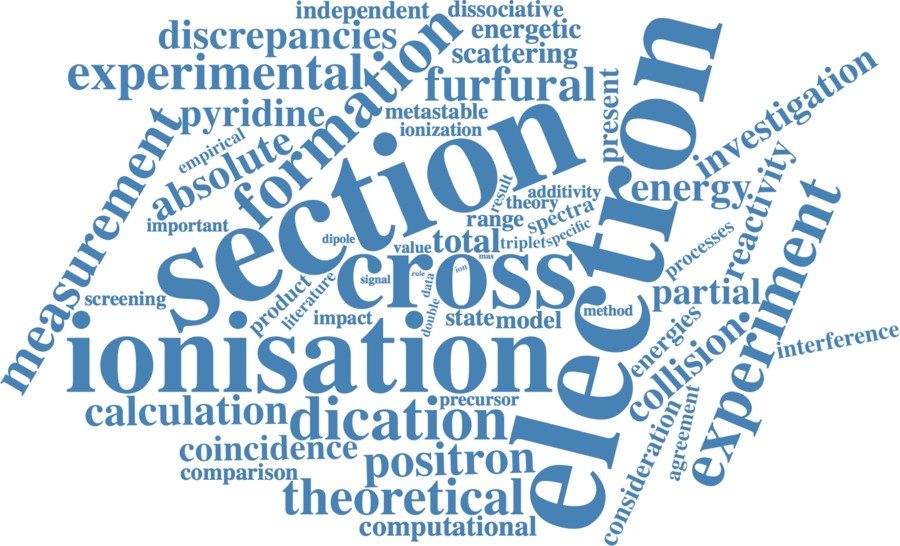 independent
dissociative
discrepancies
energetic
experimental
formation
scattering
furfural
electron
measurement
pyridine
metastable
ionization
present
investigation
empirical
absolute
section
result
additivity
theory
energy
reactivity
important
range
spectra
experiment
dipole
value
total
triplet
specific
processes
mas
cross
signal
rule
ion
data
double
screening
product
literature
impact
state
model
method
partial
energies
collision.
interference
ionisation
calculation
dication
precursor
consideration
agreement
coincidence
comparison
positron
theoretical
computational